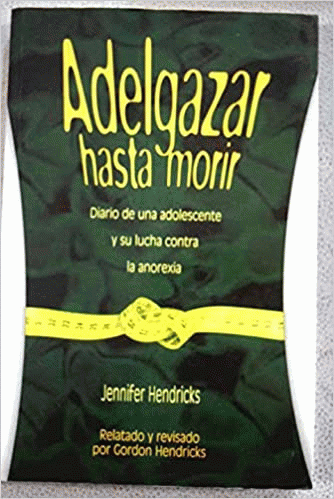 Adelgazar
hasta morir
Diario de una adolescente
y su lucha contra
la anorexia
Jennifer Hendricks
Relatado y revisado
por Gordon Hendricks